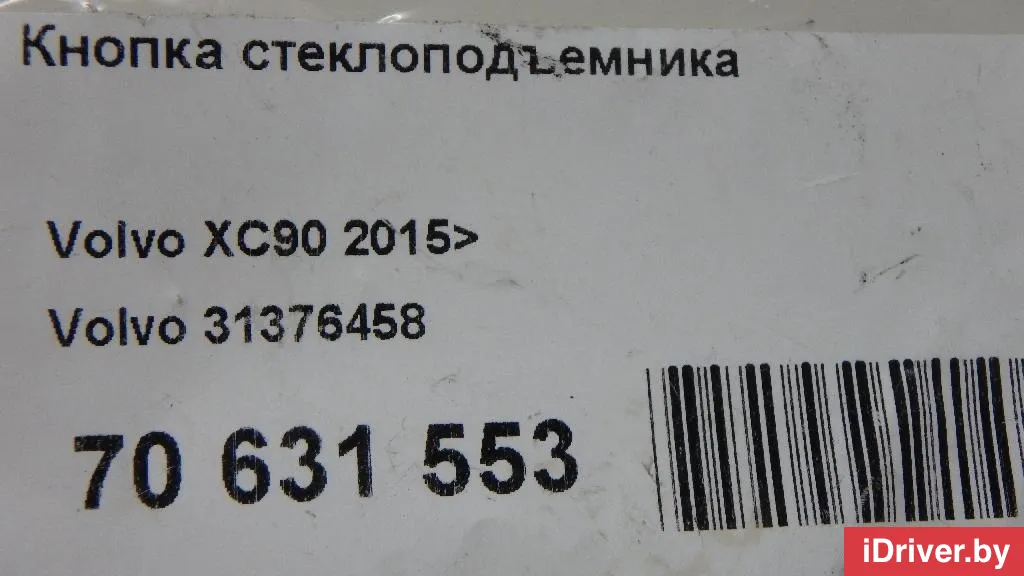 Кнопка стеклоподъемника
Volvo XC90 2015>
Volvo 31376458
70 631 553
iDriver.by